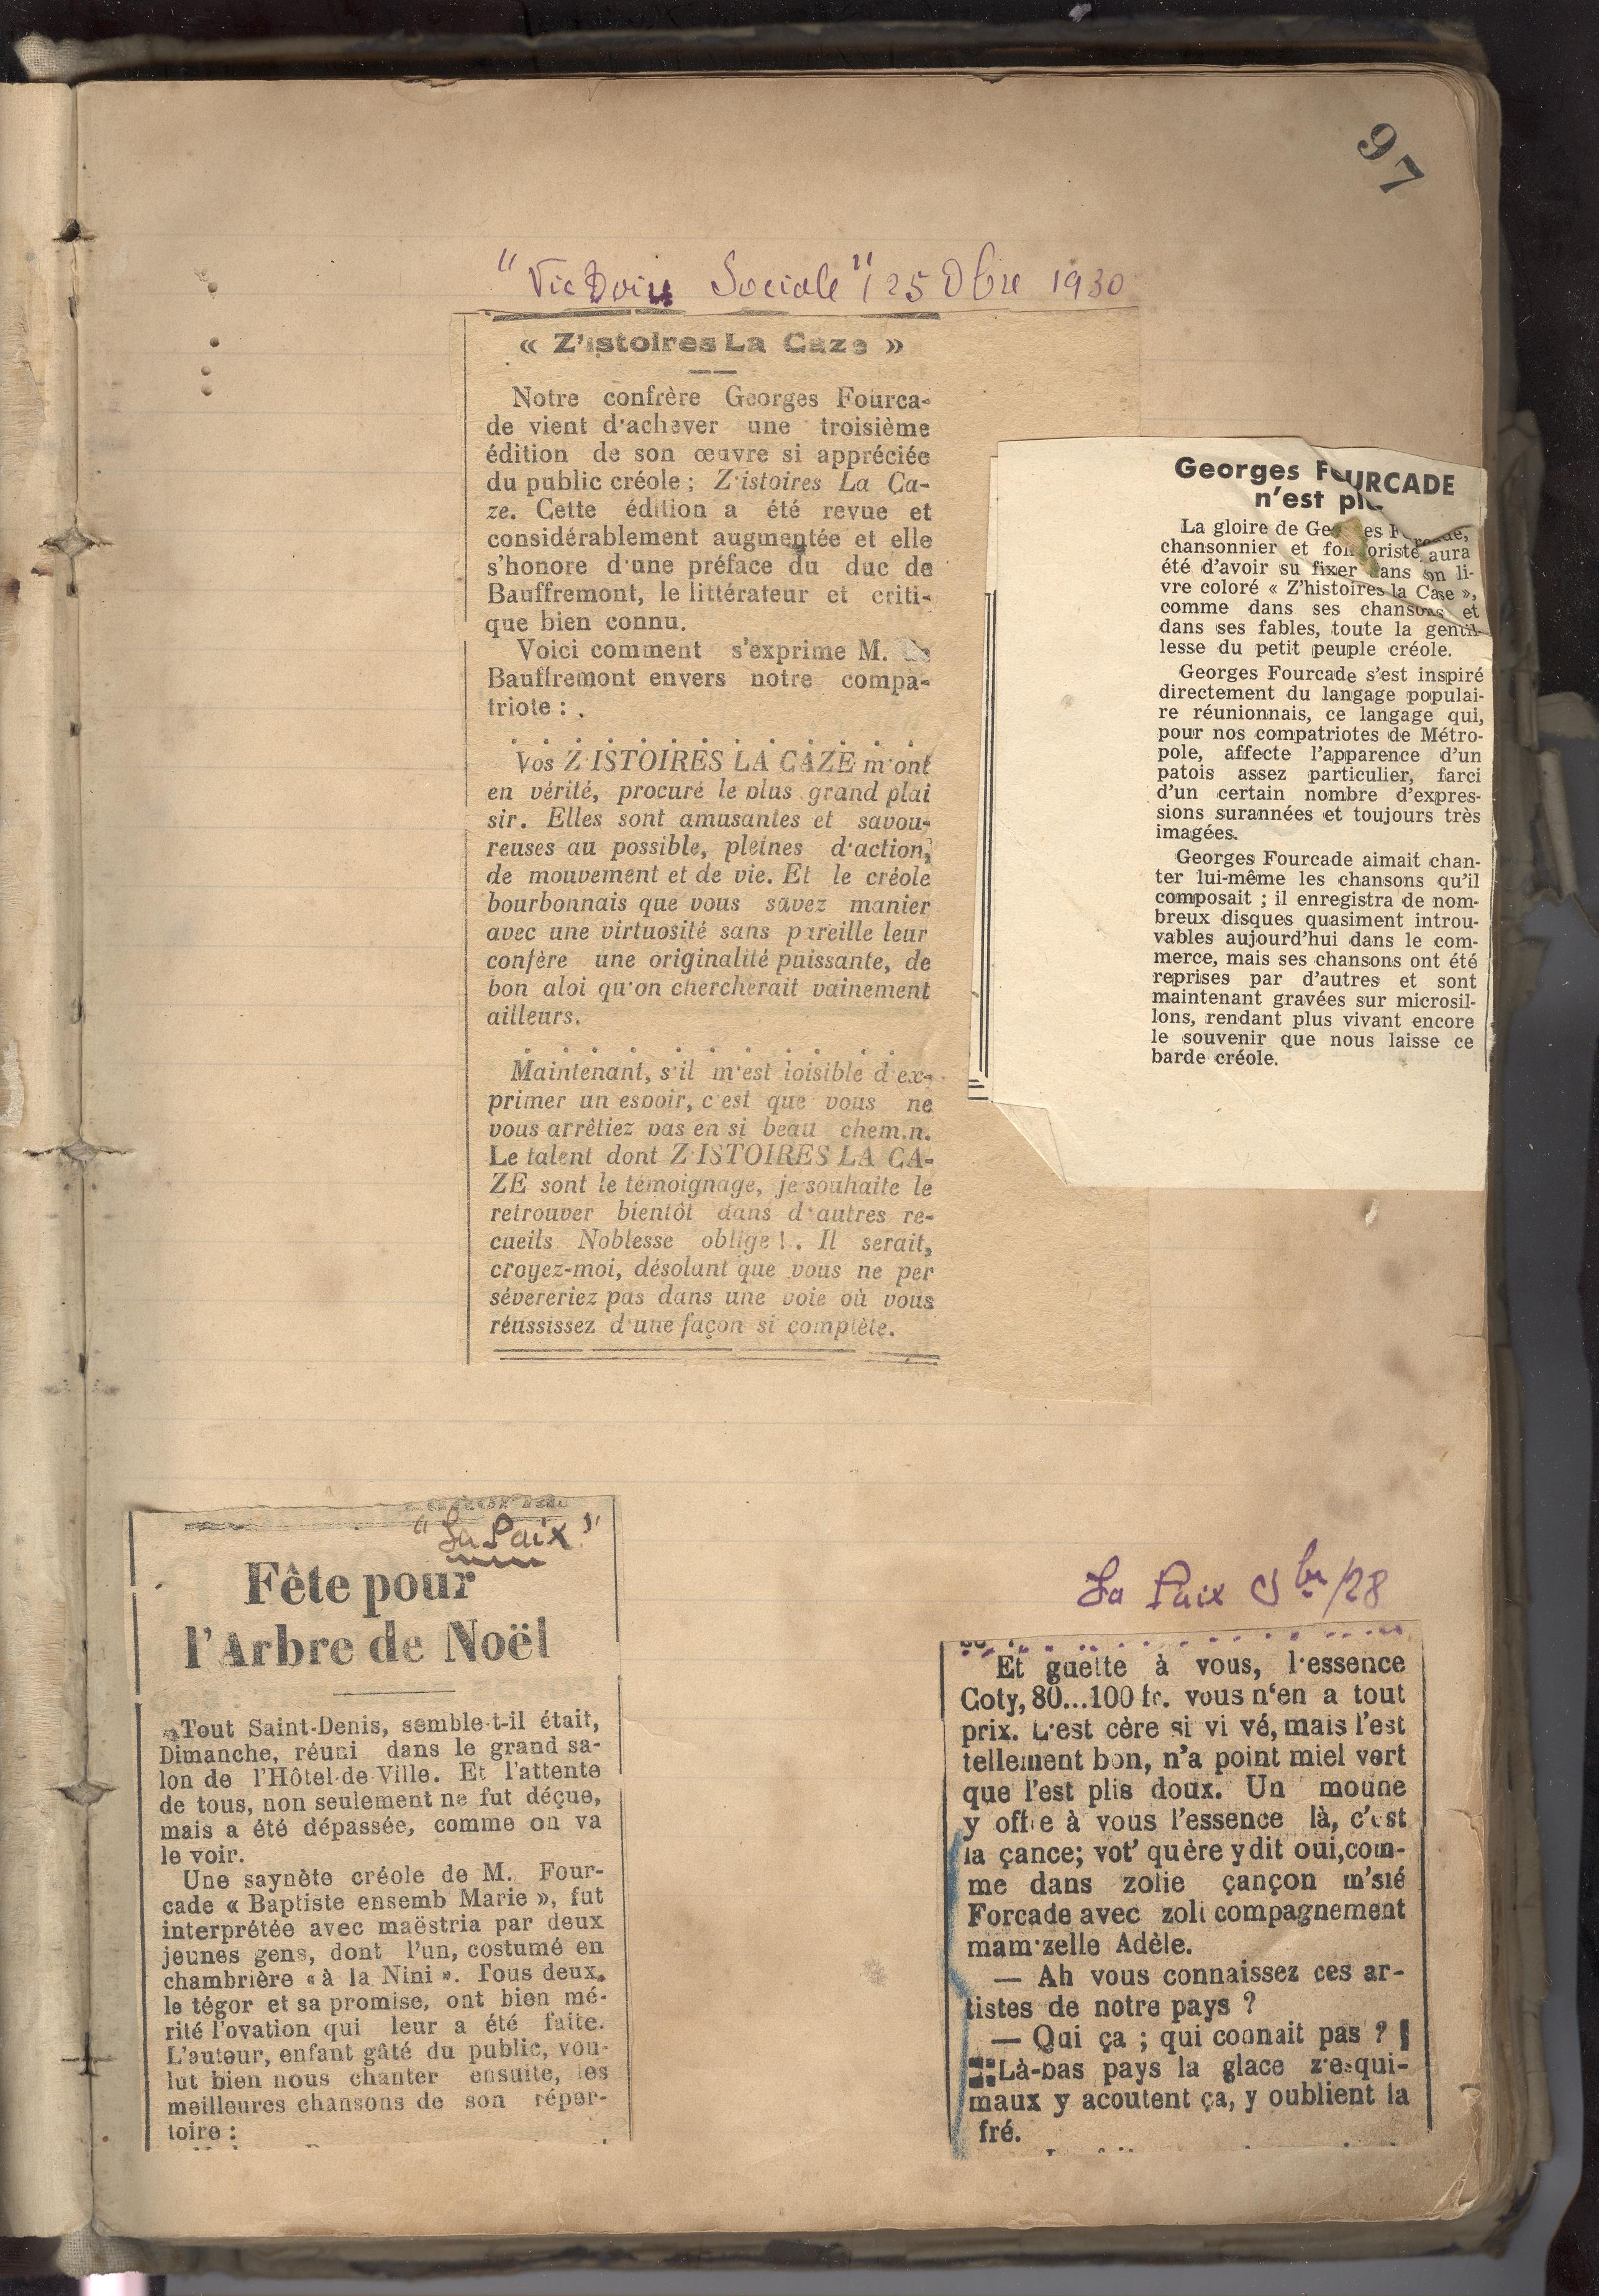 97
"Victoire Sociale", 25 Obre 1930
« Z'istoires La Caze »
Notre confrère Georges Fourca-
de vient d'achever une troisième
édition de son œuvre si appréciée
du public créole ; Z'istoires La Ca-
ze. Cette édition a été revue et
considérablement augmentée et elle
s'honore d'une préface du duc de
Bauffremont, le littérateur et criti-
que bien connu.
Voici comment s'exprime M. de
Bauffremont envers notre compa-
triote : .
Vos Z'ISTOIRES LA CAZE m'ont
en vérité, procuré le plus grand plai
sir. Elles sont amusantes et savou-
reuses au possible, pleines d'action,
de mouvement et de vie. Et le créole
bourbonnais que vous savez manier
avec une virtuosité sans pareille leur
confère une originalité puissante, de
bon aloi qu'on chercherait vainement
ailleurs.
Maintenant, s'il m'est loisible d'ex-
primer un espoir, c'est que vous ne
vous arrêtiez pas en si beau chem.n.
Le talent dont Z'ISTOIRES LA CA-
ZE sont le témoignage, je souhaite le
retrouver bientôt dans d'autres re-
cueils Noblesse oblige ! . Il serait,
croyez-moi, désolant que vous ne per
sévereriez pas dans une voie où vous
réussissez d'une façon si complète.
Georges FOURCADE
n'est pl
La gloire de Georges Fourcade,
chansonnier et folkloriste aura
été d'avoir su fixer dans son li-
vre coloré « Z'histoires la Case »,
comme dans ses chansons et
dans ses fables, toute la gentil-
lesse du petit peuple créole.
Georges Fourcade s'est inspiré
directement du langage populai-
re réunionnais, ce langage qui,
pour nos compatriotes de Métro-
pole, affecte l'apparence d'un
patois assez particulier, farci
d'un certain nombre d'expres-
sions surannées et toujours très
imagées.
Georges Fourcade aimait chan-
ter lui-même les chansons qu'il
composait ; il enregistra de nom-
breux disques quasiment introu-
vables aujourd'hui dans le com-
merce, mais ses chansons ont été
reprises par d'autres et sont
maintenant gravées sur microsil-
lons, rendant plus vivant encore
le souvenir que nous laisse ce
barde créole.
"La Paix"
Fête pour
l'Arbre de Noël
Tout Saint-Denis, semble-t-il était,
Dimanche, réuni dans le grand sa-
lon de l'Hôtel-de-Ville. Et l'attente
de tous, non seulement ne fut déçue,
mais a été dépassée, comme on va
le voir.
Une saynète créole de M. Four-
cade « Baptiste ensemb Marie », fut
interprétée avec maëstria par deux
jeunes gens, dont l'un, costumé en
chambrière « à la Nini ». Tous deux,
le tégor et sa promise, ont bien mé-
rité l'ovation qui leur a été faite.
L'auteur, enfant gâté du public, vou-
lut bien nous chanter ensuite, les
meilleures chansons de son réper-
toire :
La Paix 9bre/28
Et guette à vous, l'essence
Coty, 80...100 fr. vous n'en a tout
prix. L'est cère si vi vé, mais l'est
tellement bon, n'a point miel vert
que l'est plis doux. Un moune
y offre à vous l'essence là, c'est
la çance; vot' quère y dit oui, com-
me dans zolie çançon m'sié
Forcade avec zoli compagnement
mam'zelle Adèle.
— Ah vous connaissez ces ar-
tistes de notre pays ?
— Qui ça ; qui connait pas ?
Là-bas pays la glace z'esqui-
maux y acoutent ça, y oublient la
fré.